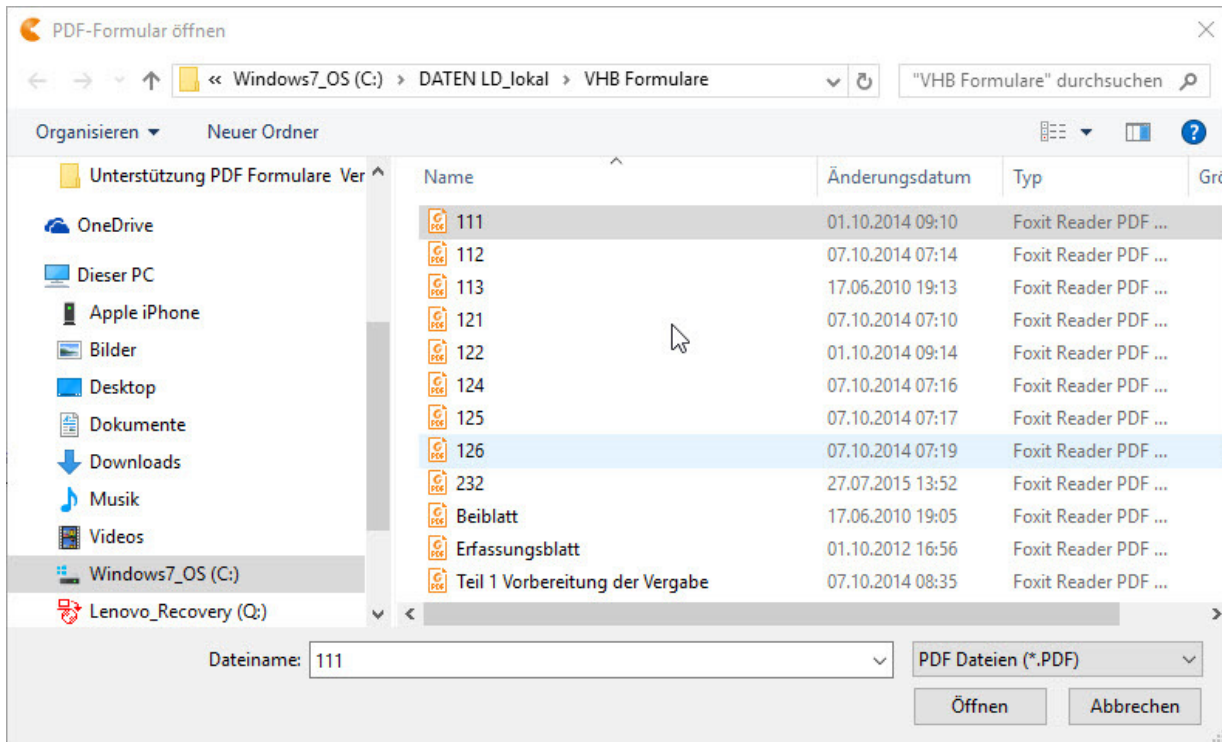 PDF-Formular öffnen
« Windows7_OS (C:) › DATEN LD_lokal › VHB Formulare
"VHB Formulare" durchsuchen
Organisieren Neuer Ordner
Unterstützung PDF Formulare Ver
OneDrive
Dieser PC
Apple iPhone
Bilder
Desktop
Dokumente
Downloads
Musik
Videos
Windows7_OS (C:)
Lenovo_Recovery (Q:)
Name Änderungsdatum Typ Grö
111 01.10.2014 09:10 Foxit Reader PDF ...
112 07.10.2014 07:14 Foxit Reader PDF ...
113 17.06.2010 19:13 Foxit Reader PDF ...
121 07.10.2014 07:10 Foxit Reader PDF ...
122 01.10.2014 09:14 Foxit Reader PDF ...
124 07.10.2014 07:16 Foxit Reader PDF ...
125 07.10.2014 07:17 Foxit Reader PDF ...
126 07.10.2014 07:19 Foxit Reader PDF ...
232 27.07.2015 13:52 Foxit Reader PDF ...
Beiblatt 17.06.2010 19:05 Foxit Reader PDF ...
Erfassungsblatt 01.10.2012 16:56 Foxit Reader PDF ...
Teil 1 Vorbereitung der Vergabe 07.10.2014 08:35 Foxit Reader PDF ...
Dateiname: 111 PDF Dateien (*.PDF)
Öffnen Abbrechen